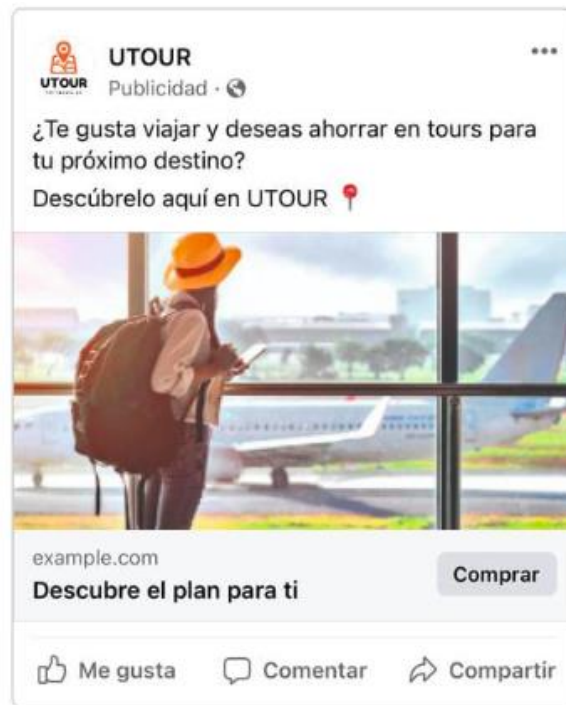 UTOUR
Publicidad ·
UTOUR
¿Te gusta viajar y deseas ahorrar en tours para
tu próximo destino?
Descúbrelo aquí en UTOUR
example.com
Descubre el plan para ti
Comprar
Me gusta
Comentar
Compartir